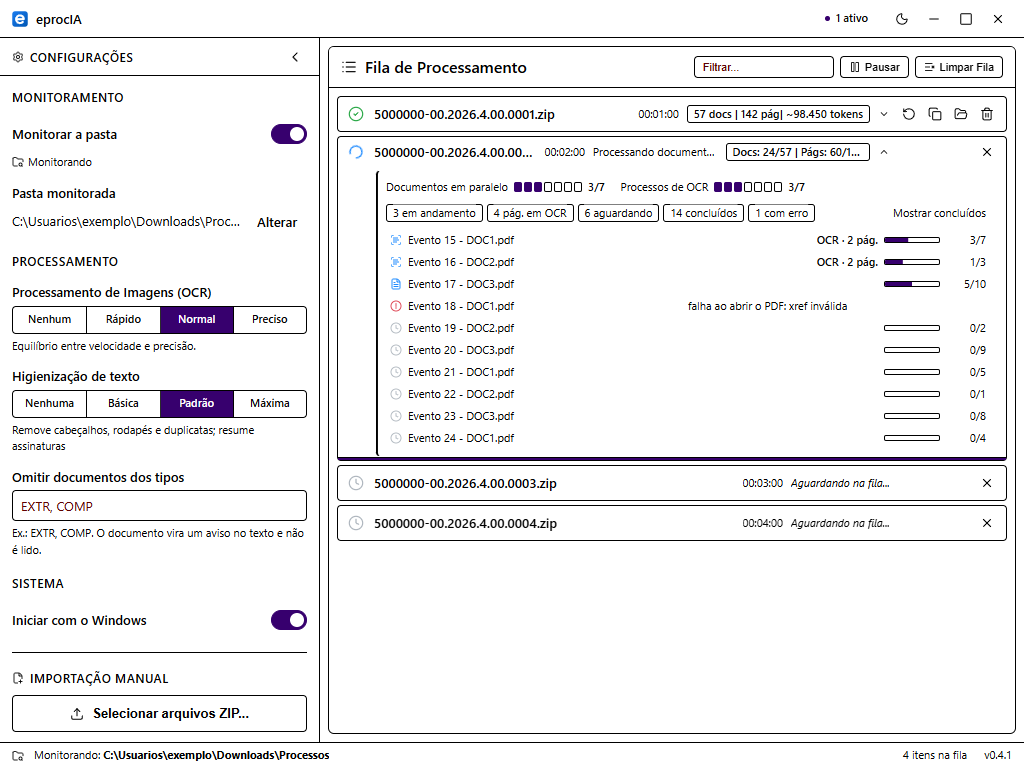 eprocIA
1 ativo
CONFIGURAÇÕES
MONITORAMENTO
Monitorar a pasta
Monitorando
Pasta monitorada
C:\Usuarios\exemplo\Downloads\Proc...
Alterar
PROCESSAMENTO
Processamento de Imagens (OCR)
Nenhum Rápido Normal Preciso
Equilíbrio entre velocidade e precisão.
Higienização de texto
Nenhuma Básica Padrão Máxima
Remove cabeçalhos, rodapés e duplicatas; resume
assinaturas
Omitir documentos dos tipos
EXTR, COMP
Ex.: EXTR, COMP. O documento vira um aviso no texto e não
é lido.
SISTEMA
Iniciar com o Windows
IMPORTAÇÃO MANUAL
Selecionar arquivos ZIP...
Fila de Processamento
Filtrar...
Pausar
Limpar Fila
5000000-00.2026.4.00.0001.zip 00:01:00 57 docs | 142 pág| ~98.450 tokens
5000000-00.2026.4.00.00... 00:02:00 Processando document... Docs: 24/57 | Págs: 60/1...
Documentos em paralelo 3/7 Processos de OCR 3/7
3 em andamento 4 pág. em OCR 6 aguardando 14 concluídos 1 com erro Mostrar concluídos
Evento 15 - DOC1.pdf OCR · 2 pág. 3/7
Evento 16 - DOC2.pdf OCR · 2 pág. 1/3
Evento 17 - DOC3.pdf 5/10
Evento 18 - DOC1.pdf falha ao abrir o PDF: xref inválida
Evento 19 - DOC2.pdf 0/2
Evento 20 - DOC3.pdf 0/9
Evento 21 - DOC1.pdf 0/5
Evento 22 - DOC2.pdf 0/1
Evento 23 - DOC3.pdf 0/8
Evento 24 - DOC1.pdf 0/4
5000000-00.2026.4.00.0003.zip 00:03:00 Aguardando na fila...
5000000-00.2026.4.00.0004.zip 00:04:00 Aguardando na fila...
Monitorando: C:\Usuarios\exemplo\Downloads\Processos
4 itens na fila v0.4.1